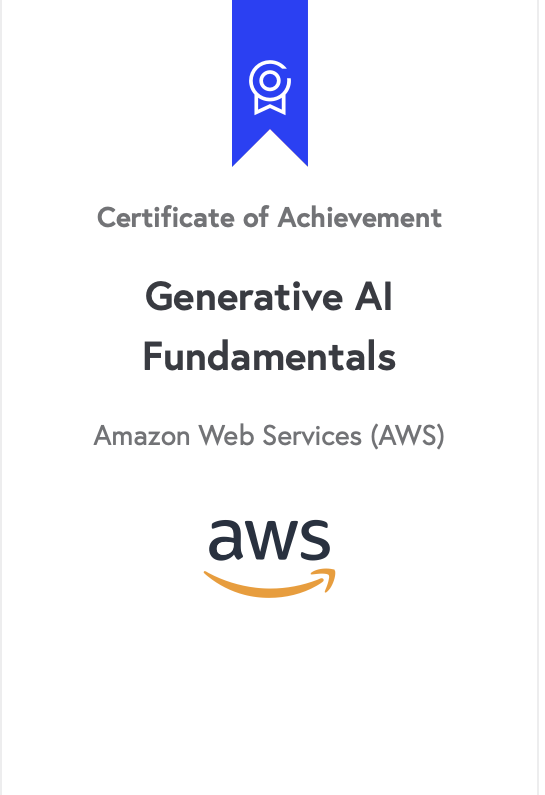 Certificate of Achievement
Generative AI
Fundamentals
Amazon Web Services (AWS)
aws